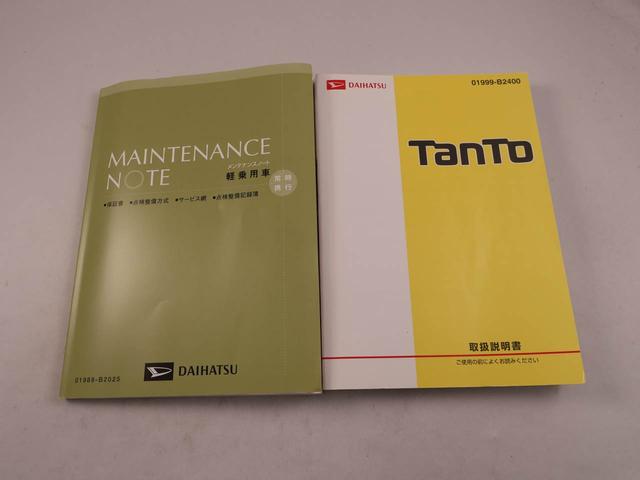 MAINTENANCE
NOTE
メンテナンスノート
軽乗用車
常時
携行
●保証書 ●点検整備方式 ●サービス網 ●点検整備記録簿
DAIHATSU
01989-B2025
DAIHATSU
01999-B2400
TanTo
取扱説明書
ご使用の前によくお読みください